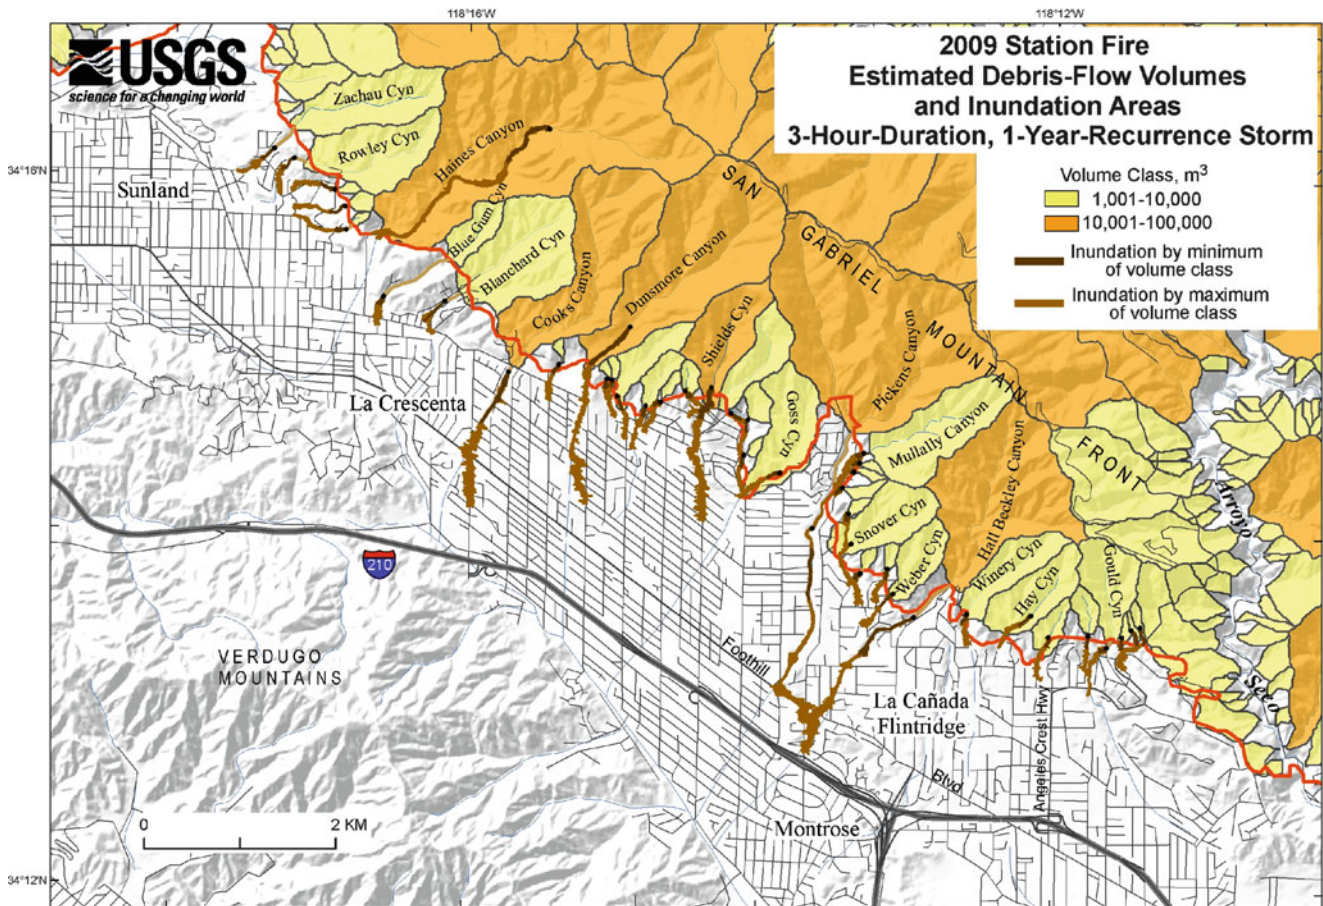 118°16'W
118°12'W
USGS
science for a changing world
2009 Station Fire
Estimated Debris-Flow Volumes
and Inundation Areas
3-Hour-Duration, 1-Year-Recurrence Storm
Volume Class, m³
1,001-10,000
10,001-100,000
Inundation by minimum
of volume class
Inundation by maximum
of volume class
34°16'N
Zachau Cyn
Rowley Cyn
Haines Canyon
Sunland
SAN
GABRIEL
MOUNTAIN
FRONT
Blue Gum Cyn
Blanchard Cyn
Cooks Canyon
Dunsmore Canyon
Shields Cyn
Pickens Canyon
Goss Cyn
La Crescenta
Mullally Canyon
Hall Beckley Canyon
Snover Cyn
Weber Cyn
Winery Cyn
Hay Cyn
Gould Cyn
Arroyo
Seco
210
VERDUGO
MOUNTAINS
Foothill
Blvd
La Cañada
Flintridge
Angeles Crest Hwy
Montrose
0
2 KM
34°12'N